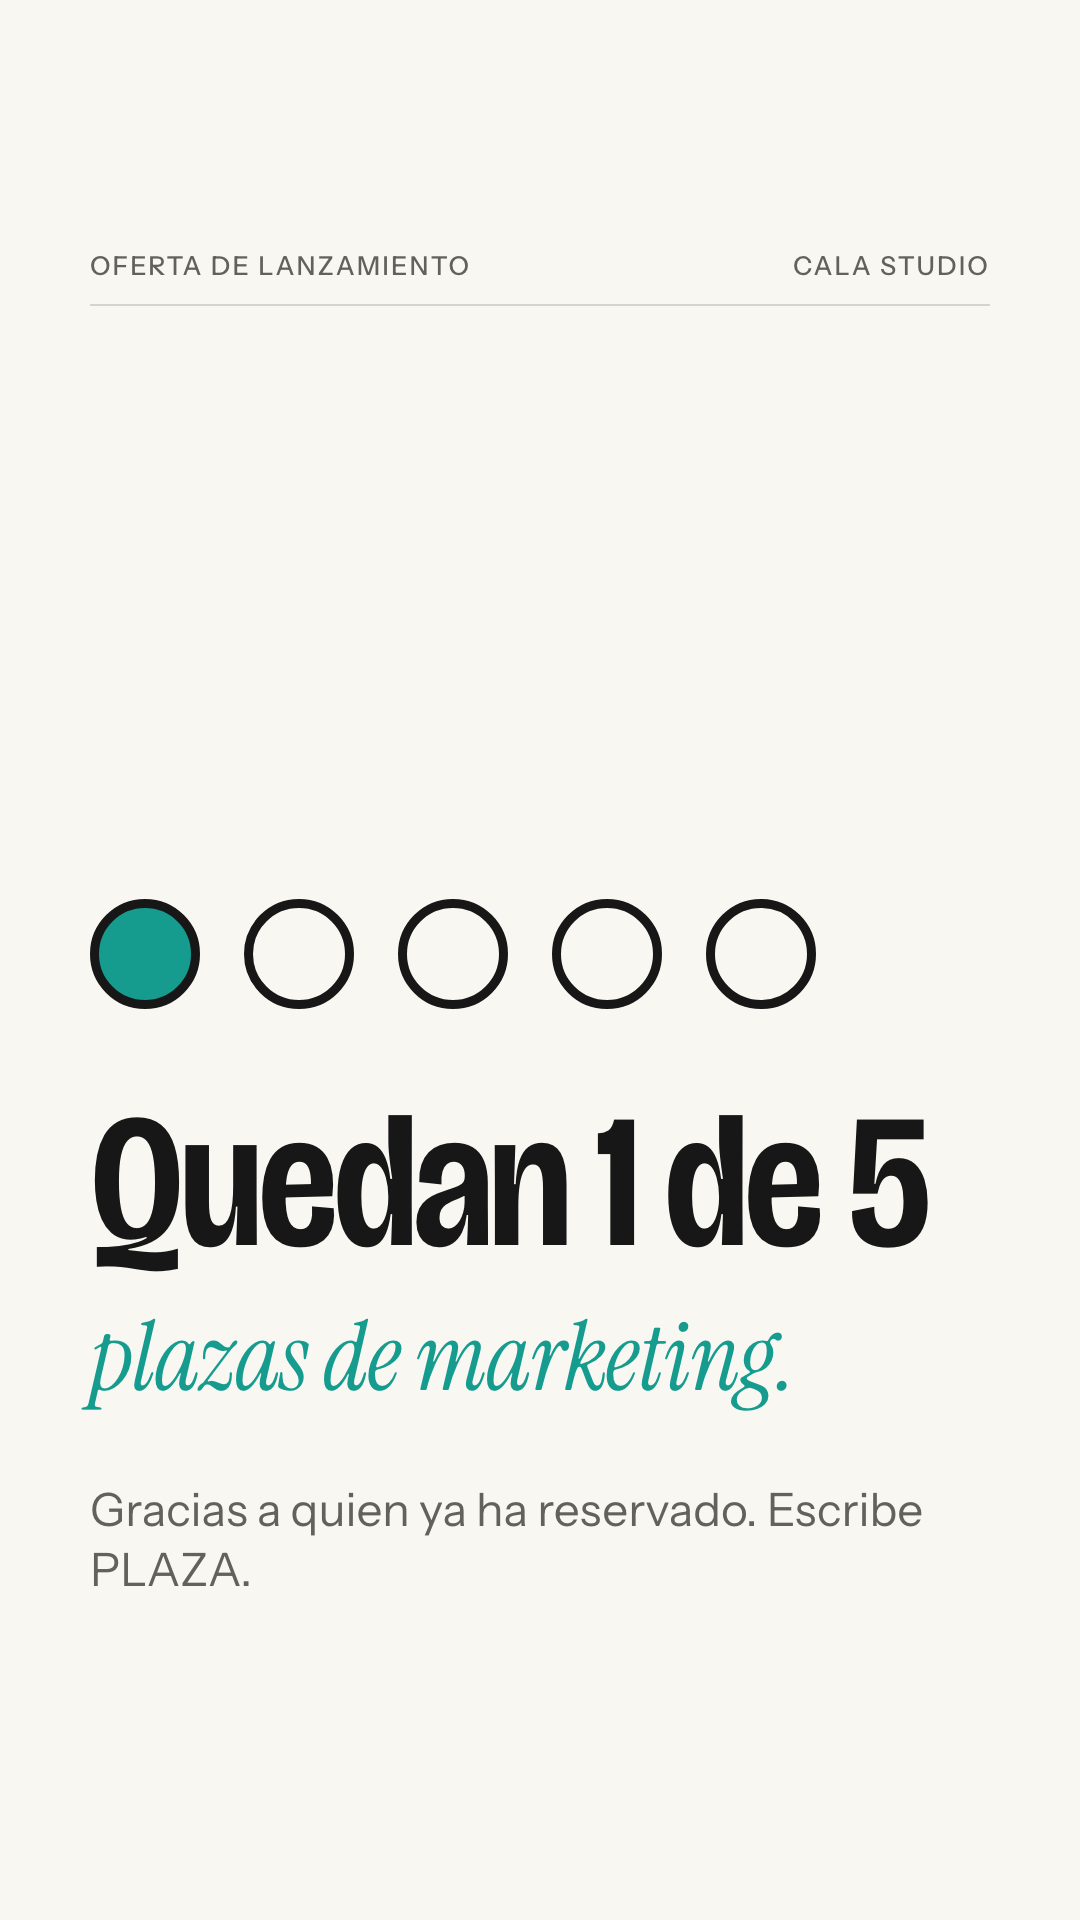 OFERTA DE LANZAMIENTO
CALA STUDIO
Quedan 1 de 5
plazas de marketing.
Gracias a quien ya ha reservado. Escribe
PLAZA.